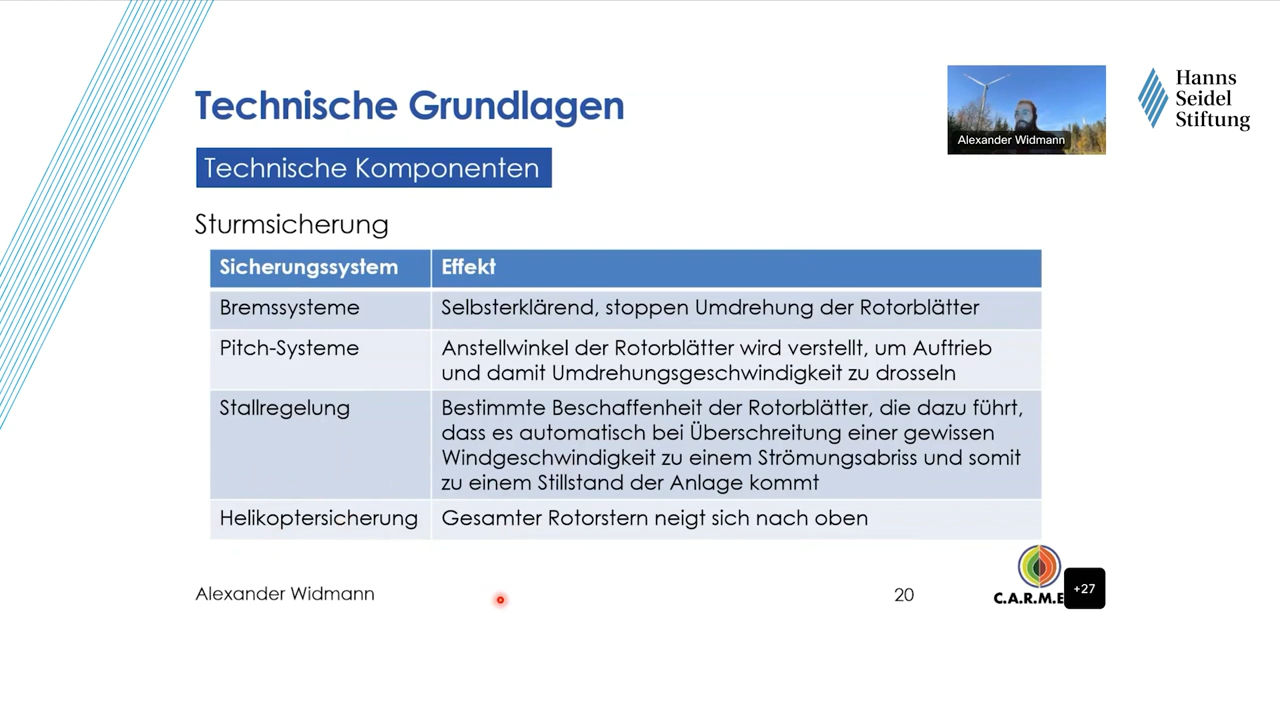 Technische Grundlagen
Technische Komponenten
Sturmsicherung
Sicherungssystem Effekt
Bremssysteme Selbsterklärend, stoppen Umdrehung der Rotorblätter
Pitch-Systeme Anstellwinkel der Rotorblätter wird verstellt, um Auftrieb
und damit Umdrehungsgeschwindigkeit zu drosseln
Stallregelung Bestimmte Beschaffenheit der Rotorblätter, die dazu führt,
dass es automatisch bei Überschreitung einer gewissen
Windgeschwindigkeit zu einem Strömungsabriss und somit
zu einem Stillstand der Anlage kommt
Helikoptersicherung Gesamter Rotorstern neigt sich nach oben
Alexander Widmann
20
C.A.R.M.E
+27
Alexander Widmann
Hanns
Seidel
Stiftung